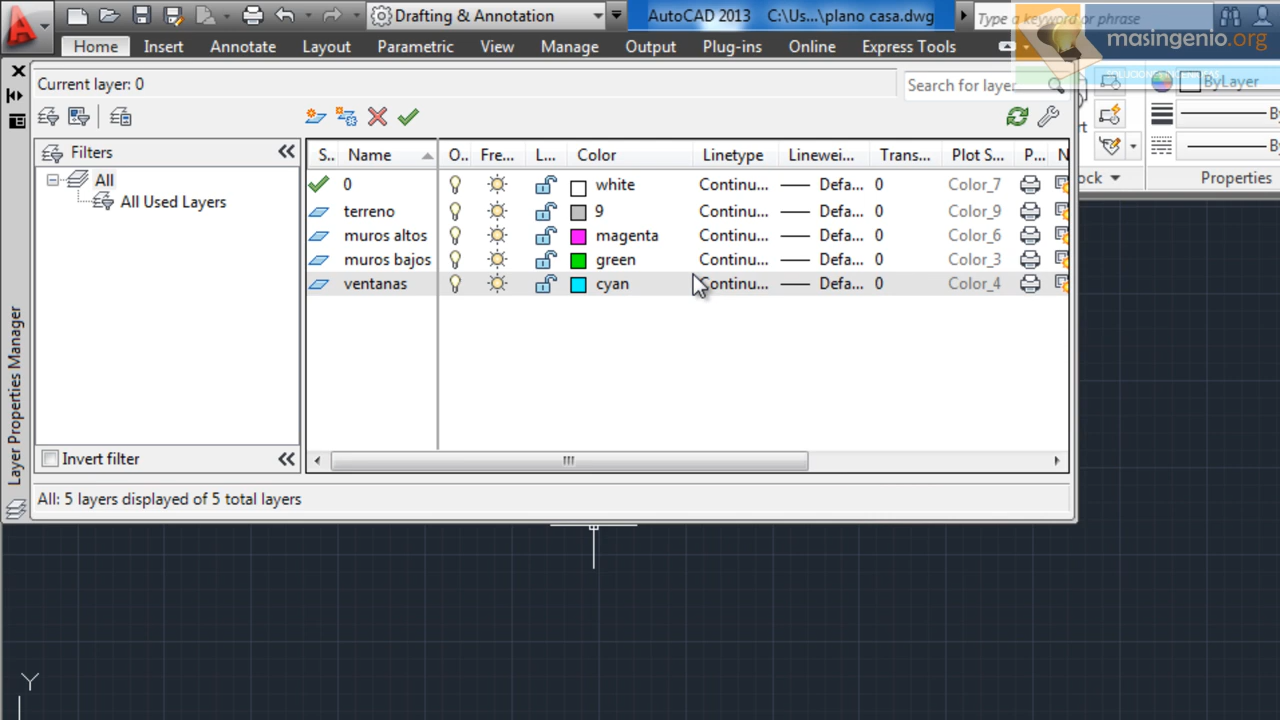 Drafting & Annotation
AutoCAD 2013 C:\Us...\plano casa.dwg
Type a keyword or phrase
masingenio.org
Home Insert Annotate Layout Parametric View Manage Output Plug-ins Online Express Tools
Current layer: 0
Search for layer
ByLayer
Filters
S.. Name O.. Fre... L... Color Linetype Linewei... Trans... Plot S... P... N
All
0 white Continu... Defa... 0 Color_7
All Used Layers
terreno 9 Continu... Defa... 0 Color_9
muros altos magenta Continu... Defa... 0 Color_6
muros bajos green Continu... Defa... 0 Color_3
ventanas cyan Continu... Defa... 0 Color_4
ock
Properties
Layer Properties Manager
Invert filter
All: 5 layers displayed of 5 total layers
Y